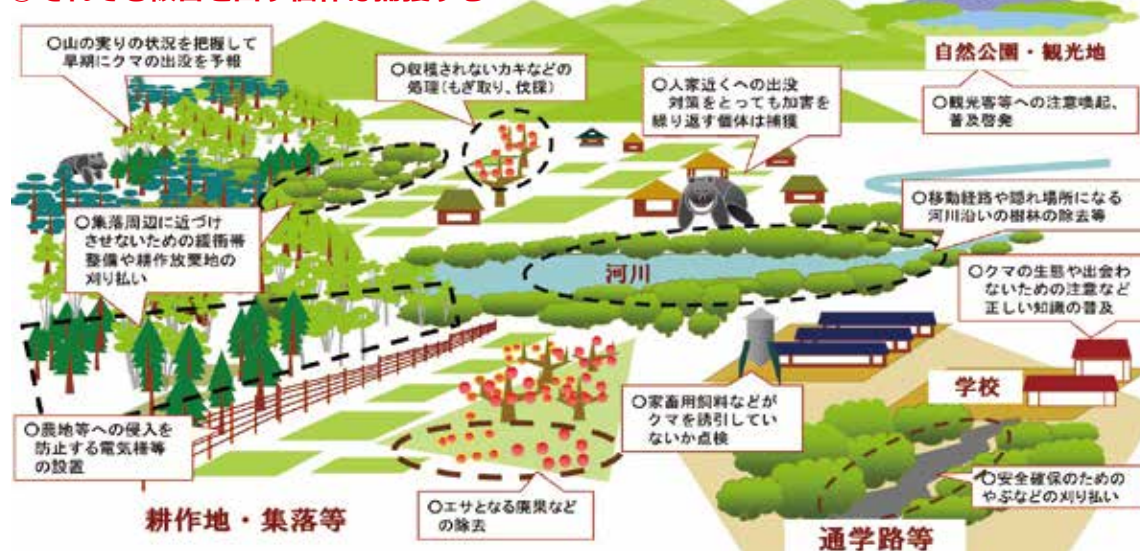 ○山の実りの状況を把握して
早期にクマの出没を予報
○収穫されないカキなどの
処理(もぎ取り、伐採)
○人家近くへの出没
対策をとっても加害を
繰り返す個体は捕獲
自然公園・観光地
○観光客等への注意喚起、
普及啓発
○集落周辺に近づけ
させないための緩衝帯
整備や耕作放棄地の
刈り払い
○移動経路や隠れ場所になる
河川沿いの樹林の除去等
河川
○クマの生態や出会わ
ないための注意など
正しい知識の普及
学校
○家畜用飼料などが
クマを誘引してい
ないか点検
○農地等への侵入を
防止する電気柵等
の設置
○エサとなる廃果など
の除去
○安全確保のための
やぶなどの刈り払い
耕作地・集落等
通学路等